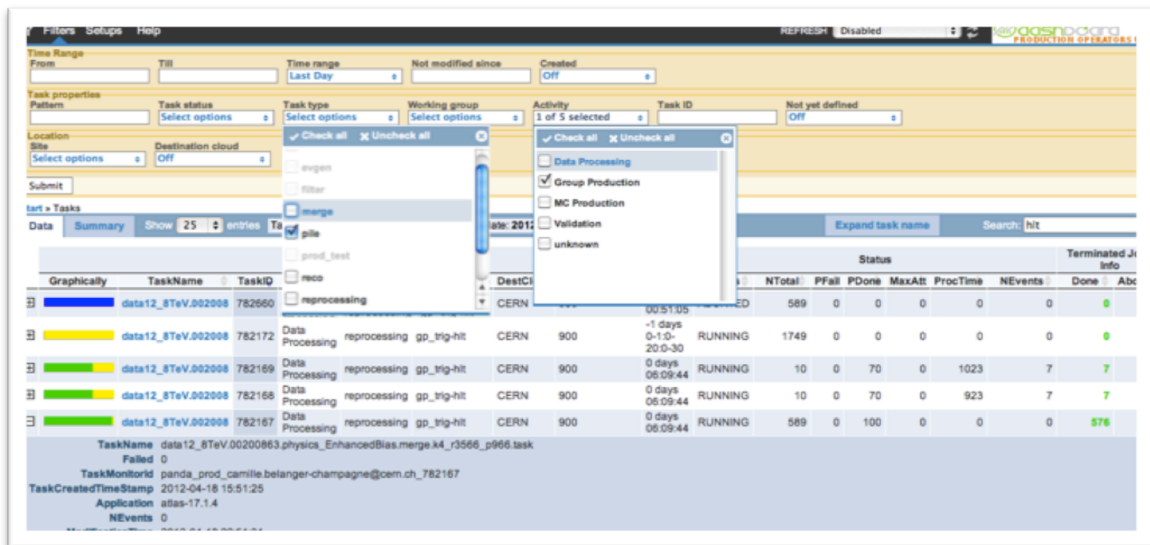 Filters Setups Help REFRESH Disabled dashboard
PRODUCTION OPERATORS
Time Range
From Till Time range Not modified since Created
Last Day Off
Task properties
Pattern Task status Task type Working group Activity Task ID Not yet defined
Select options Select options Select options 1 of 5 selected Off
Location
Site Destination cloud
Select options Off
Check all Uncheck all
evgen
filter
merge
pile
prod_test
reco
reprocessing
Check all Uncheck all
Data Processing
Group Production
MC Production
Validation
unknown
Submit
tart » Tasks
Data Summary Show 25 entries Ta ate: 2012 Expand task name Search: hlt
Status Terminated
Info
Graphically TaskName TaskID DestCl NTotal PFail PDone MaxAtt ProcTime NEvents Done
data12_8TeV.002008 782660 CERN 00:51:05 589 0 0 0 0 0 0
data12_8TeV.002008 782172 Data Processing reprocessing gp_trig-hlt CERN 900 -1 days 0-1:0-20:0-30 RUNNING 1749 0 0 0 0 0 0
data12_8TeV.002008 782169 Data Processing reprocessing gp_trig-hlt CERN 900 0 days 06:09:44 RUNNING 10 0 70 0 1023 7 7
data12_8TeV.002008 782168 Data Processing reprocessing gp_trig-hlt CERN 900 0 days 06:09:44 RUNNING 10 0 70 0 923 7 7
data12_8TeV.002008 782167 Data Processing reprocessing gp_trig-hlt CERN 900 0 days 06:09:44 RUNNING 589 0 100 0 0 0 576
TaskName data12_8TeV.00200863.physics_EnhancedBias.merge.k4_r3566_p966.task
Failed 0
TaskMonitorId panda_prod_camille.belanger-champagne@cern.ch_782167
TaskCreatedTimeStamp 2012-04-18 15:51:25
Application atlas-17.1.4
NEvents 0